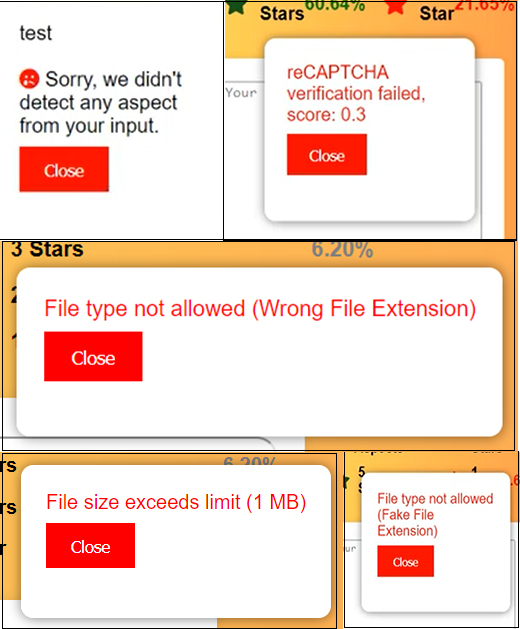 test
Sorry, we didn't
detect any aspect
from your input.
Close
60.64%
21.65%
Stars
Star
reCAPTCHA
verification failed,
score: 0.3
Your
Close
3 Stars
6.20%
File type not allowed (Wrong File Extension)
Close
6.20%
rs
File size exceeds limit (1 MB)
rs
Close
r
Stars
5
1
File type not allowed
(Fake File
Extension)
our
Close